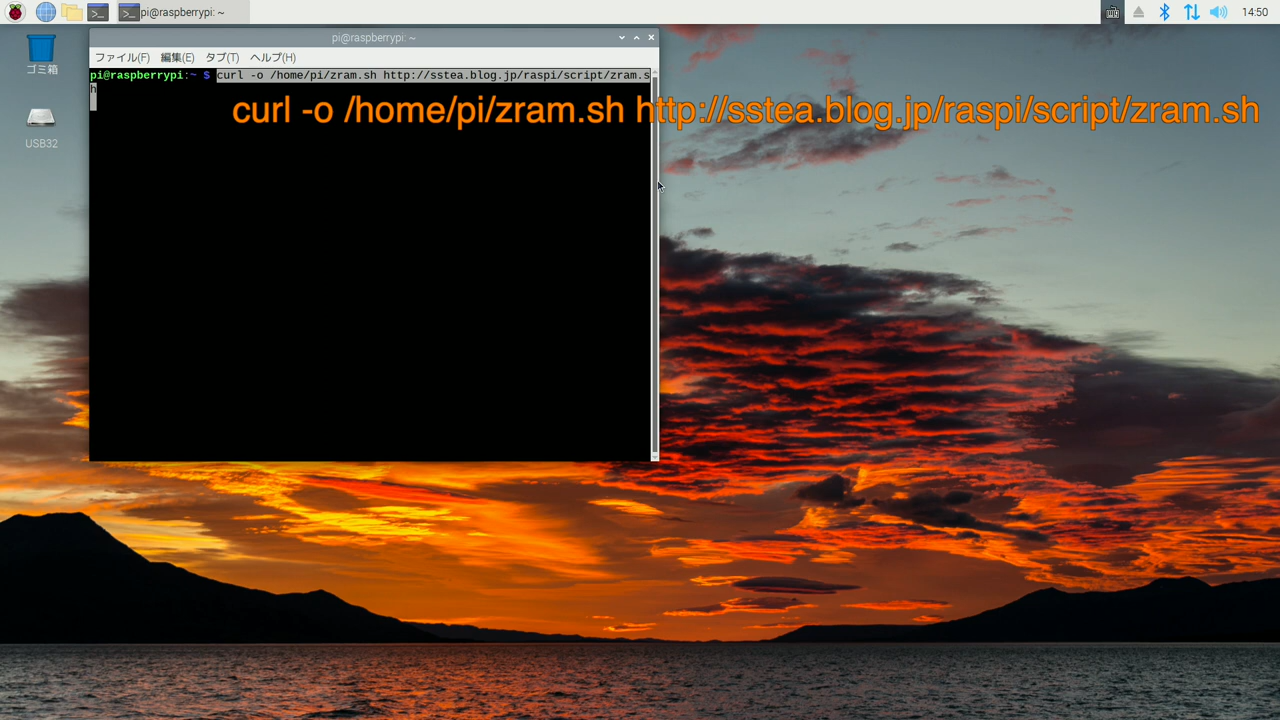 pi@raspberrypi: ~
14:50
pi@raspberrypi: ~
ファイル(F) 編集(E) タブ(T) ヘルプ(H)
pi@raspberrypi:~ $ curl -o /home/pi/zram.sh http://sstea.blog.jp/raspi/script/zram.s
h
curl -o /home/pi/zram.sh http://sstea.blog.jp/raspi/script/zram.sh
ゴミ箱
USB32